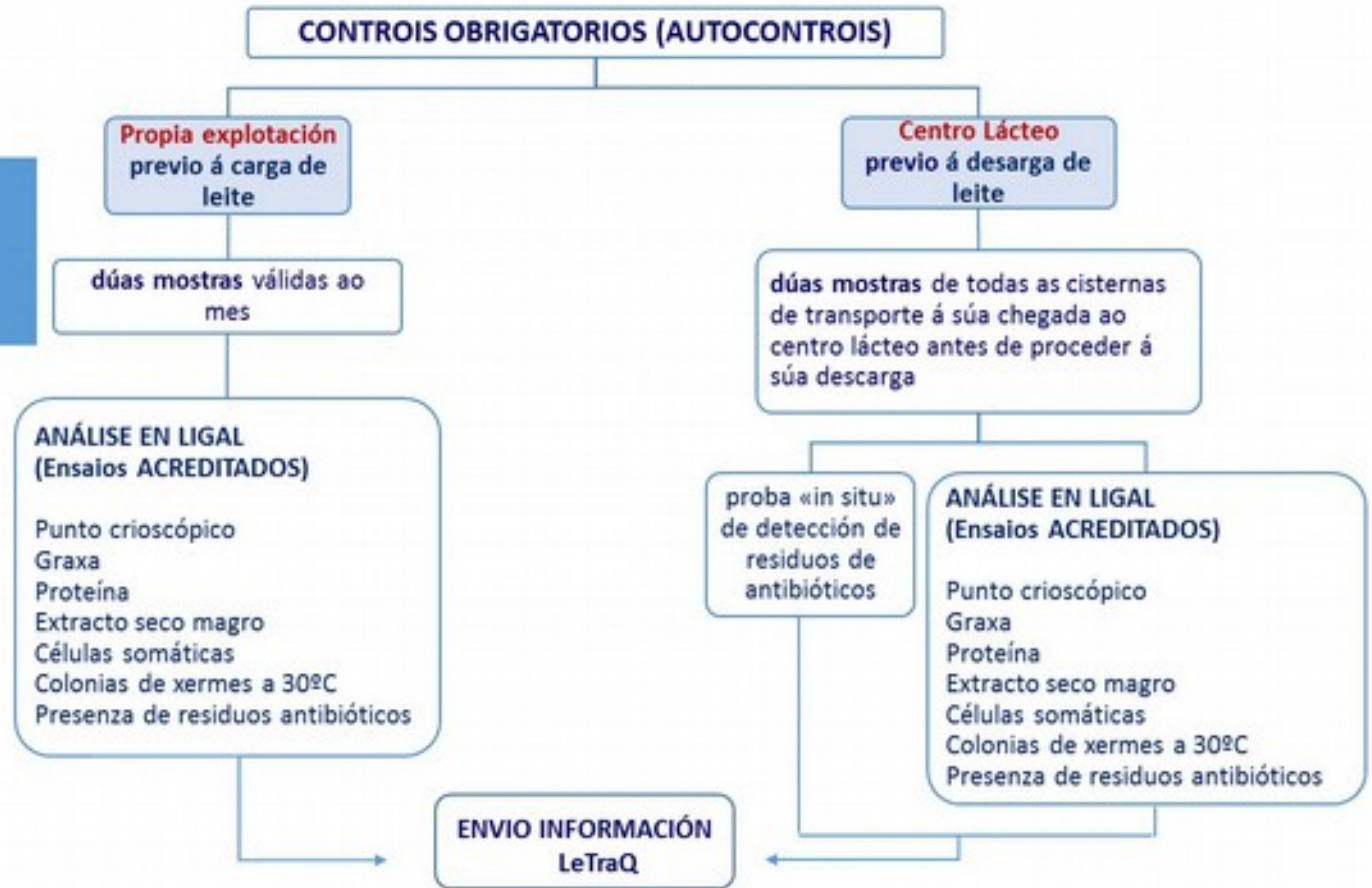 CONTROIS OBRIGATORIOS (AUTOCONTROIS)
Propia explotación
previo á carga de
leite
dúas mostras válidas ao
mes
ANÁLISE EN LIGAL
(Ensaios ACREDITADOS)
Punto crioscópico
Graxa
Proteína
Extracto seco magro
Células somáticas
Colonias de xermes a 30ºC
Presenza de residuos antibióticos
Centro Lácteo
previo á desarga de
leite
dúas mostras de todas as cisternas
de transporte á súa chegada ao
centro lácteo antes de proceder á
súa descarga
proba «in situ»
de detección de
residuos de
antibióticos
ANÁLISE EN LIGAL
(Ensaios ACREDITADOS)
Punto crioscópico
Graxa
Proteína
Extracto seco magro
Células somáticas
Colonias de xermes a 30ºC
Presenza de residuos antibióticos
ENVIO INFORMACIÓN
LeTraQ